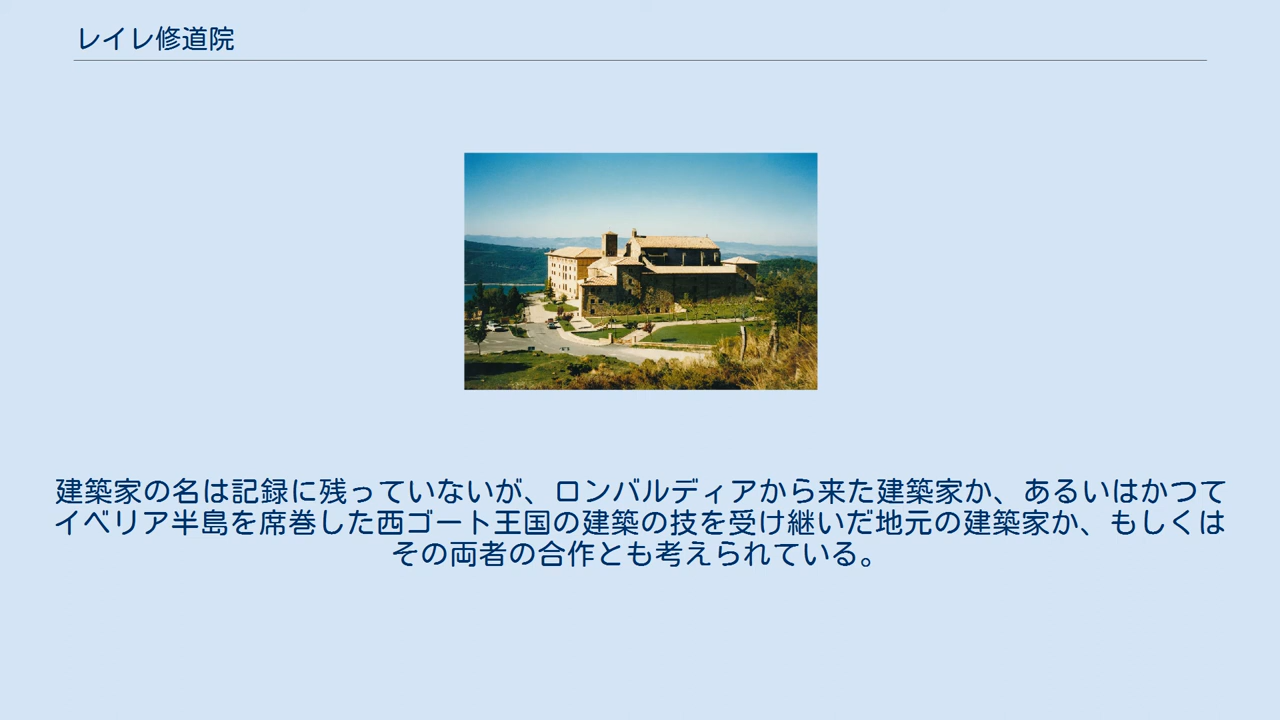 レイレ修道院
建築家の名は記録に残っていないが、ロンバルディアから来た建築家か、あるいはかつて
イベリア半島を席巻した西ゴート王国の建築の技を受け継いだ地元の建築家か、もしくは
その両者の合作とも考えられている。